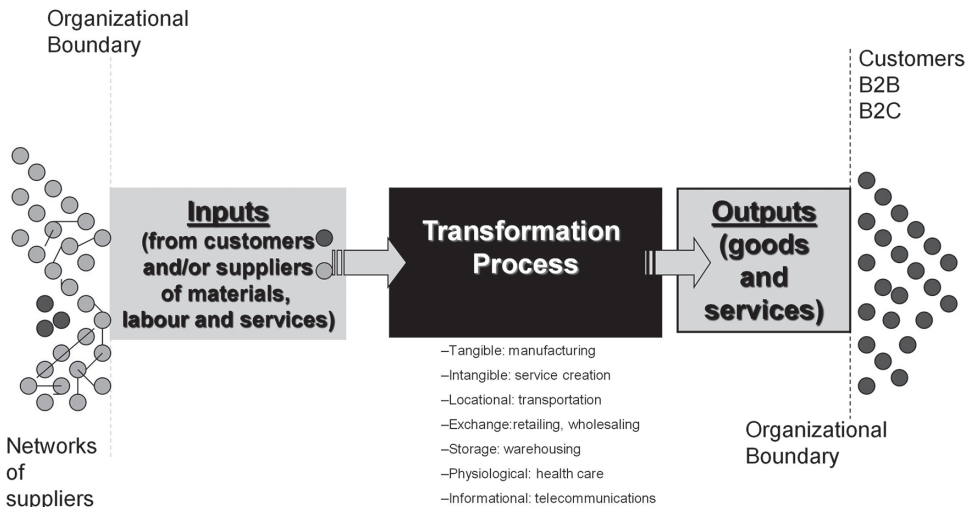 Organizational
Boundary
Customers
B2B
B2C
Inputs
(from customers
and/or suppliers
of materials,
labour and services)
Transformation
Process
Outputs
(goods
and
services)
–Tangible: manufacturing
–Intangible: service creation
–Locational: transportation
–Exchange:retailing, wholesaling
–Storage: warehousing
–Physiological: health care
–Informational: telecommunications
Networks
of
suppliers
Organizational
Boundary